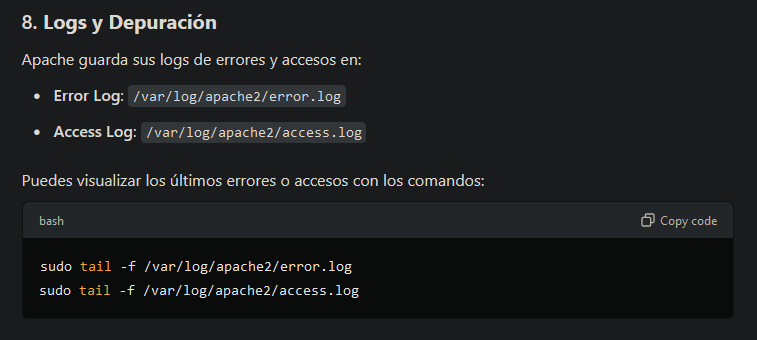 8. Logs y Depuración
Apache guarda sus logs de errores y accesos en:
• Error Log: /var/log/apache2/error.log
• Access Log: /var/log/apache2/access.log
Puedes visualizar los últimos errores o accesos con los comandos:
bash
Copy code
sudo tail -f /var/log/apache2/error.log
sudo tail -f /var/log/apache2/access.log